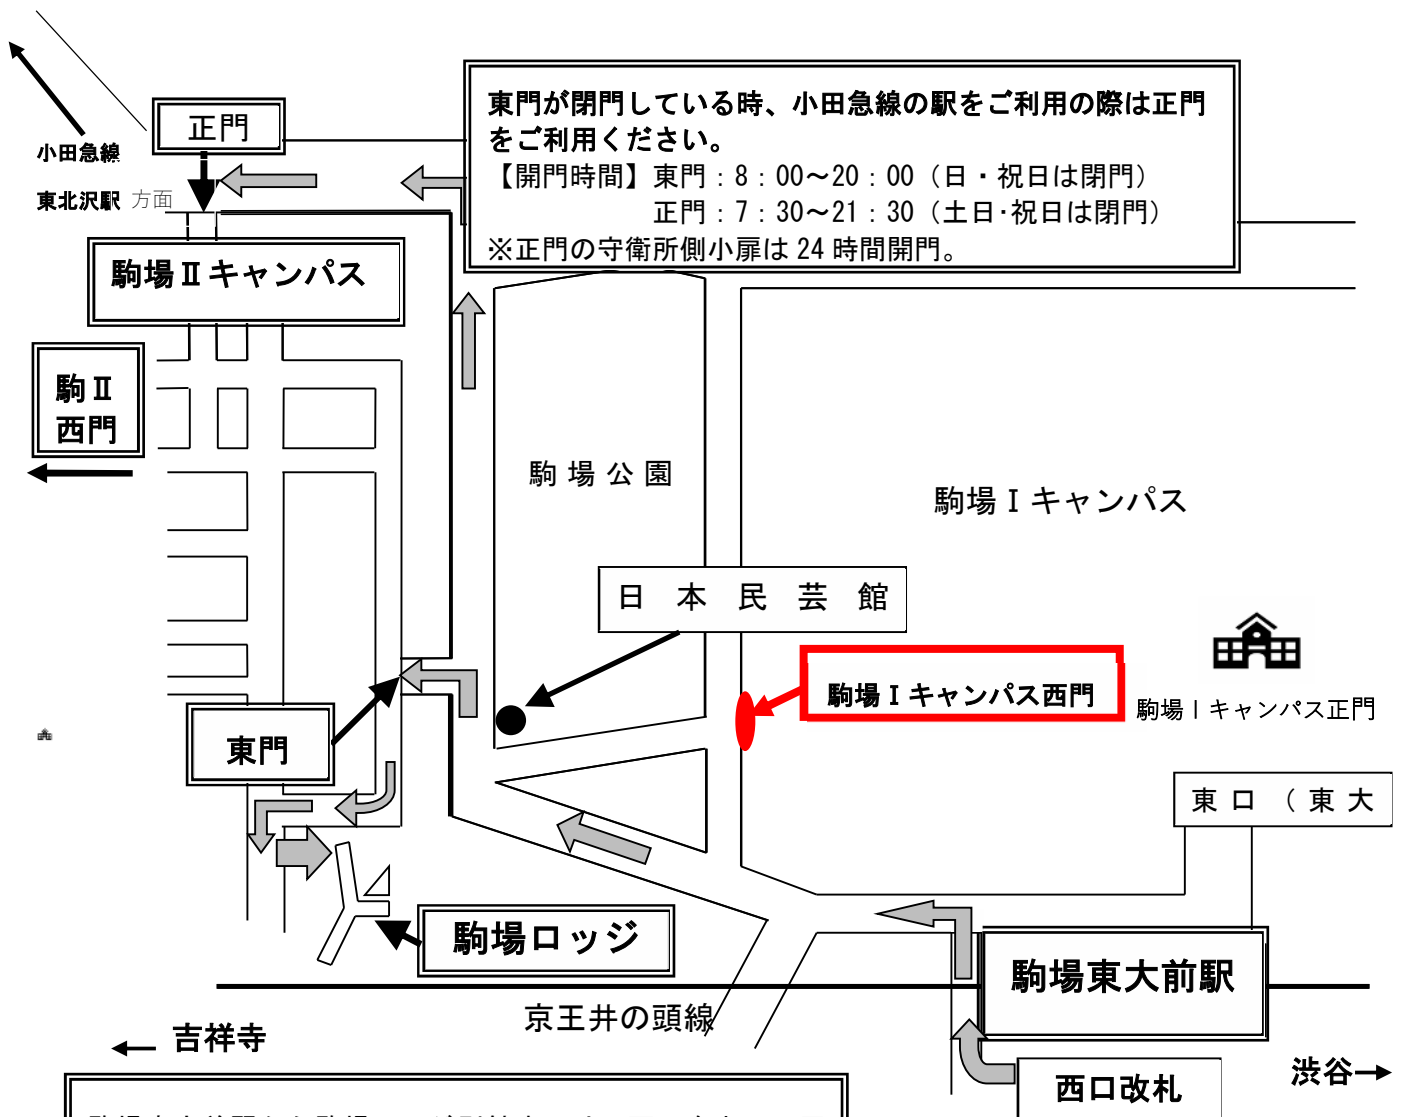 東門が閉門している時、小田急線の駅をご利用の際は正門
をご利用ください。
【開門時間】東門：8：00～20：00（日・祝日は閉門）
正門：7：30～21：30（土日・祝日は閉門）
※正門の守衛所側小扉は24時間開門。
正門
小田急線
東北沢駅 方面
駒場Ⅱキャンパス
駒Ⅱ
西門
駒場公園
駒場Ⅰキャンパス
日本民芸館
駒場Ⅰキャンパス西門
駒場Ⅰキャンパス正門
東門
東口（東大
駒場ロッジ
駒場東大前駅
京王井の頭線
吉祥寺
渋谷
西口改札